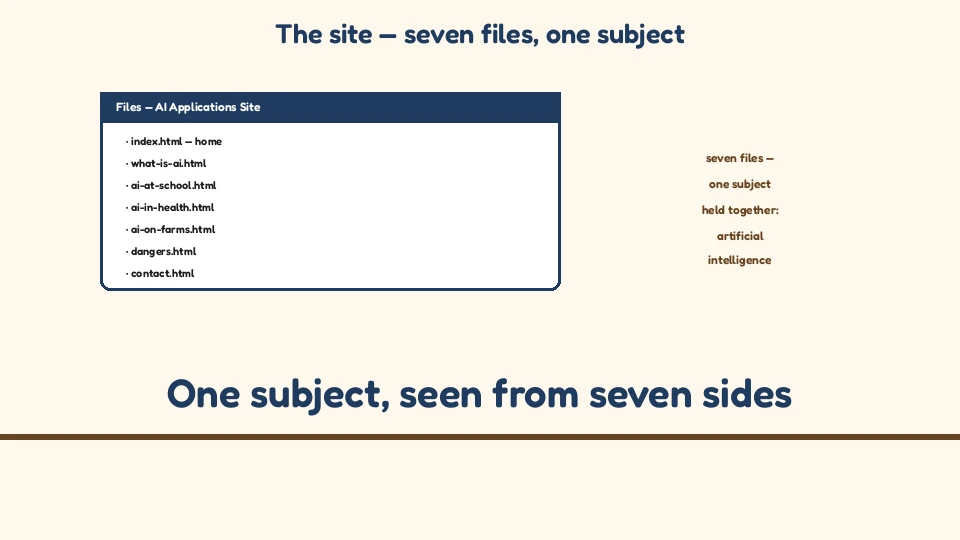 The site — seven files, one subject
Files — AI Applications Site
· index.html — home
· what-is-ai.html
· ai-at-school.html
· ai-in-health.html
· ai-on-farms.html
· dangers.html
· contact.html
seven files —
one subject
held together:
artificial
intelligence
One subject, seen from seven sides